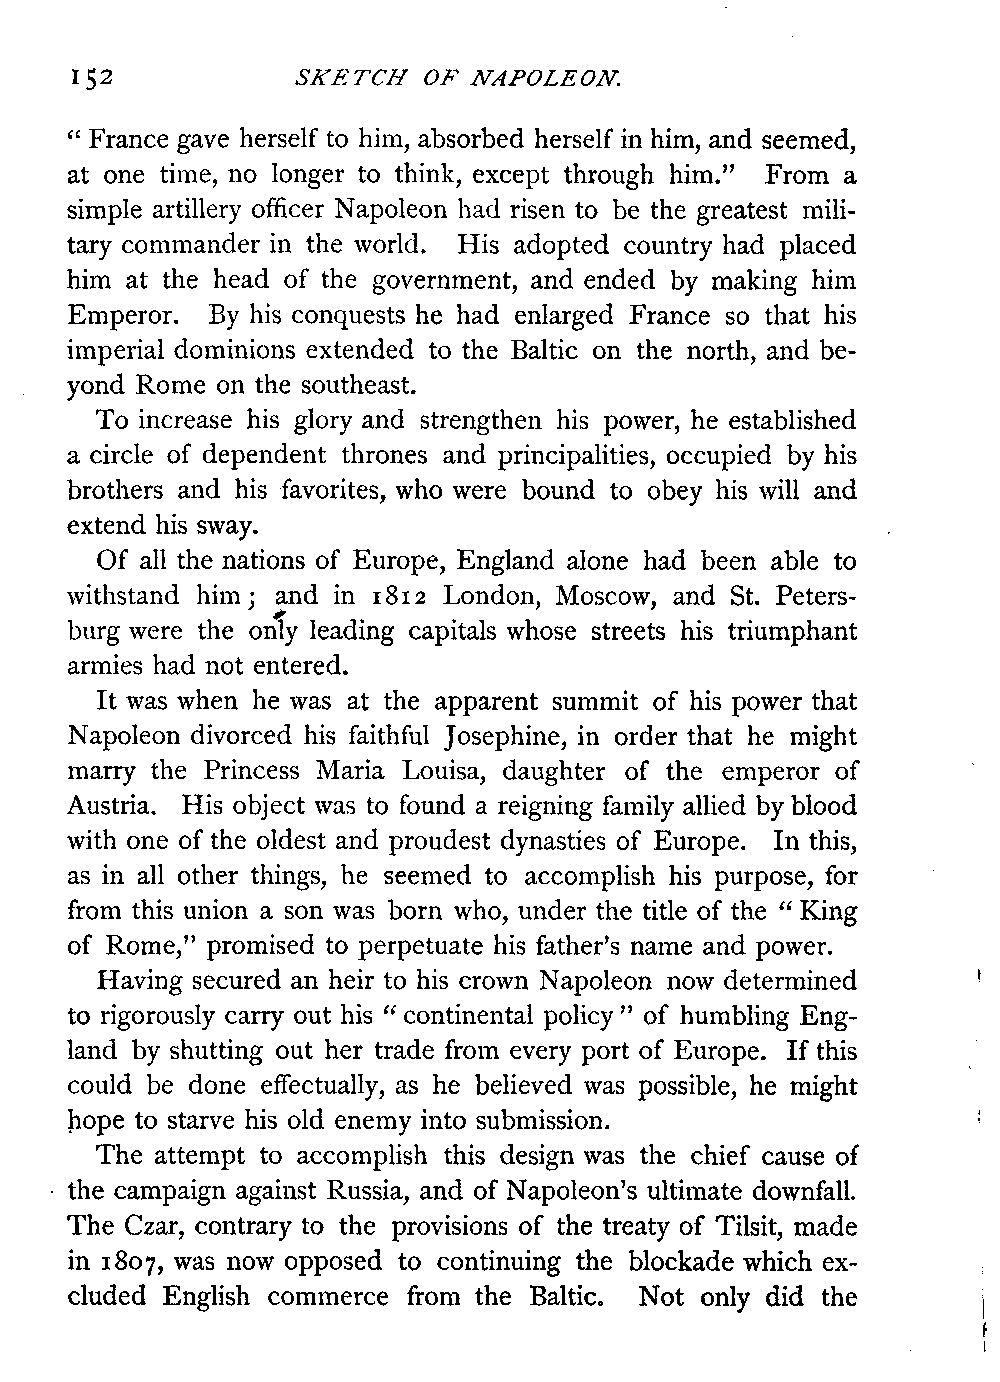 152 SKETCH OF NAPOLEON.
“ France gave herself to him, absorbed herself in him, and seemed,
at one time, no longer to think, except through him.” From a
simple artillery officer Napoleon had risen to be the greatest mili-
tary commander in the world. His adopted country had placed
him at the head of the government, and ended by making him
Emperor. By his conquests he had enlarged France so that his
imperial dominions extended to the Baltic on the north, and be-
yond Rome on the southeast.
To increase his glory and strengthen his power, he established
a circle of dependent thrones and principalities, occupied by his
brothers and his favorites, who were bound to obey his will and
extend his sway.
Of all the nations of Europe, England alone had been able to
withstand him ; and in 1812 London, Moscow, and St. Peters-
burg were the only leading capitals whose streets his triumphant
armies had not entered.
It was when he was at the apparent summit of his power that
Napoleon divorced his faithful Josephine, in order that he might
marry the Princess Maria Louisa, daughter of the emperor of
Austria. His object was to found a reigning family allied by blood
with one of the oldest and proudest dynasties of Europe. In this,
as in all other things, he seemed to accomplish his purpose, for
from this union a son was born who, under the title of the “ King
of Rome,” promised to perpetuate his father’s name and power.
Having secured an heir to his crown Napoleon now determined
to rigorously carry out his “ continental policy ” of humbling Eng-
land by shutting out her trade from every port of Europe. If this
could be done effectually, as he believed was possible, he might
hope to starve his old enemy into submission.
The attempt to accomplish this design was the chief cause of
the campaign against Russia, and of Napoleon’s ultimate downfall.
The Czar, contrary to the provisions of the treaty of Tilsit, made
in 1807, was now opposed to continuing the blockade which ex-
cluded English commerce from the Baltic. Not only did the